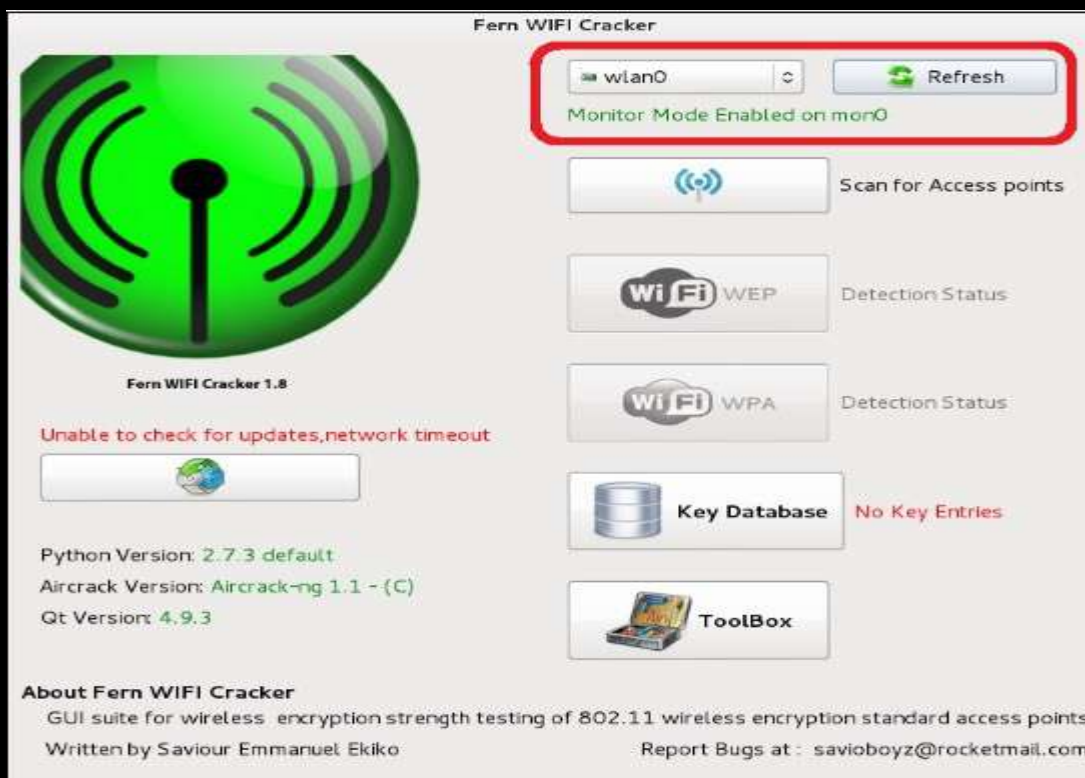 Fern WIFI Cracker
wlan0
Refresh
Monitor Mode Enabled on mon0
Scan for Access points
WiFi WEP
Detection Status
Fern WIFI Cracker 1.8
WiFi WPA
Detection Status
Unable to check for updates,network timeout
Key Database
No Key Entries
Python Version: 2.7.3 default
Aircrack Version: Aircrack-ng 1.1 - (C)
Qt Version: 4.9.3
ToolBox
About Fern WIFI Cracker
GUI suite for wireless encryption strength testing of 802.11 wireless encryption standard access points
Written by Saviour Emmanuel Ekiko
Report Bugs at : savioboyz@rocketmail.com